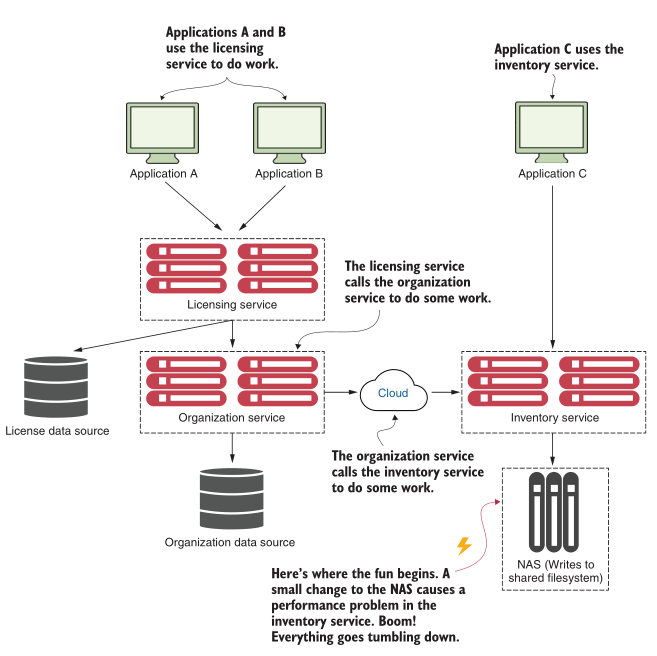 Applications A and B
use the licensing
service to do work.
Application C uses the
inventory service.
Application A
Application B
Application C
The licensing service
calls the organization
service to do some work.
Licensing service
License data source
Organization service
Cloud
Inventory service
The organization service
calls the inventory service
to do some work.
Organization data source
NAS (Writes to
shared filesystem)
Here's where the fun begins. A
small change to the NAS causes a
performance problem in the
inventory service. Boom!
Everything goes tumbling down.